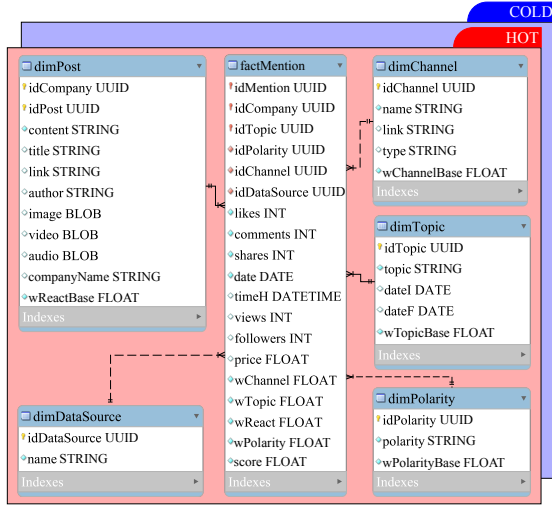 COLD
HOT
dimPost
idCompany UUID
idPost UUID
content STRING
title STRING
link STRING
author STRING
image BLOB
video BLOB
audio BLOB
companyName STRING
wReactBase FLOAT
Indexes
factMention
idMention UUID
idCompany UUID
idTopic UUID
idPolarity UUID
idChannel UUID
idDataSource UUID
likes INT
comments INT
shares INT
date DATE
timeH DATETIME
views INT
followers INT
price FLOAT
wChannel FLOAT
wTopic FLOAT
wReact FLOAT
wPolarity FLOAT
score FLOAT
Indexes
dimChannel
idChannel UUID
name STRING
link STRING
type STRING
wChannelBase FLOAT
Indexes
dimTopic
idTopic UUID
topic STRING
dateI DATE
dateF DATE
wTopicBase FLOAT
Indexes
dimDataSource
idDataSource UUID
name STRING
Indexes
dimPolarity
idPolarity UUID
polarity STRING
wPolarityBase FLOAT
Indexes